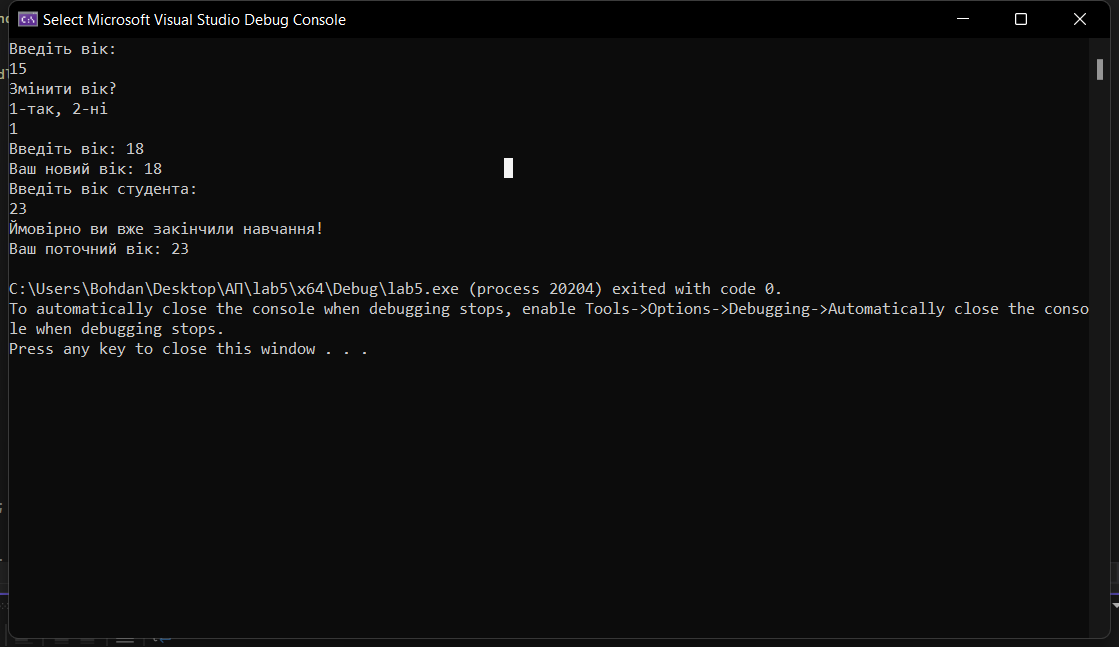 Select Microsoft Visual Studio Debug Console
Введіть вік:
15
Змінити вік?
1-так, 2-ні
1
Введіть вік: 18
Ваш новий вік: 18
Введіть вік студента:
23
Ймовірно ви вже закінчили навчання!
Ваш поточний вік: 23
C:\Users\Bohdan\Desktop\АП\lab5\x64\Debug\lab5.exe (process 20204) exited with code 0.
To automatically close the console when debugging stops, enable Tools->Options->Debugging->Automatically close the conso
le when debugging stops.
Press any key to close this window . . .